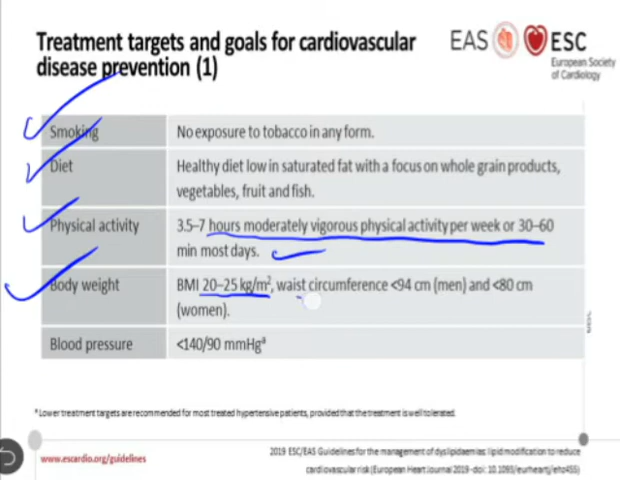 Treatment targets and goals for cardiovascular
disease prevention (1)
EAS ESC
European Society
of Cardiology
Smoking No exposure to tobacco in any form.
Diet Healthy diet low in saturated fat with a focus on whole grain products,
vegetables, fruit and fish.
Physical activity 3.5–7 hours moderately vigorous physical activity per week or 30–60
min most days.
Body weight BMI 20–25 kg/m², waist circumference <94 cm (men) and <80 cm
(women).
Blood pressure <140/90 mmHgᵃ
ᵃLower treatment targets are recommended for most treated hypertensive patients, provided that the treatment is well tolerated.
www.escardio.org/guidelines
2019 ESC/EAS Guidelines for the management of dyslipidaemias: lipid modification to reduce
cardiovascular risk (European Heart Journal 2019 -doi: 10.1093/eurheartj/ehz455)